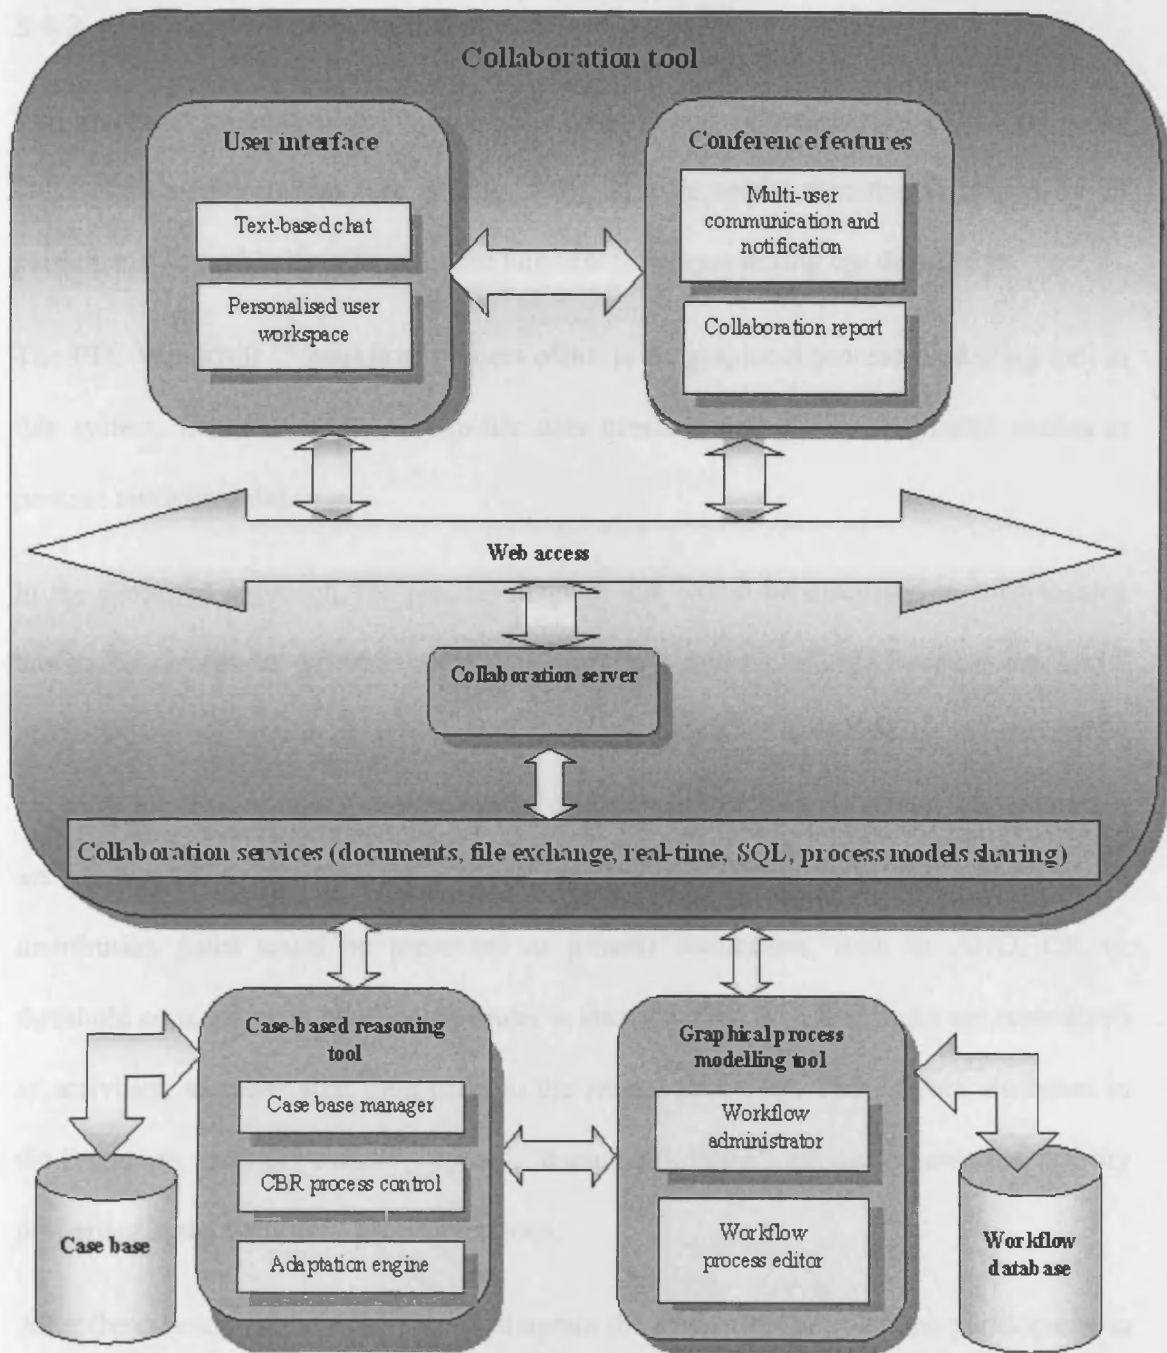 Collaboration tool
User interface
Text-based chat
Personalised user
workspace
Conference features
Multi-user
communication and
notification
Collaboration report
Web access
Collaboration server
Collaboration services (documents, file exchange, real-time, SQL, process models sharing)
Case-based reasoning
tool
Case base manager
CBR process control
Adaptation engine
Graphical process
modelling tool
Workflow
administrator
Workflow
process editor
Case base
Workflow
database